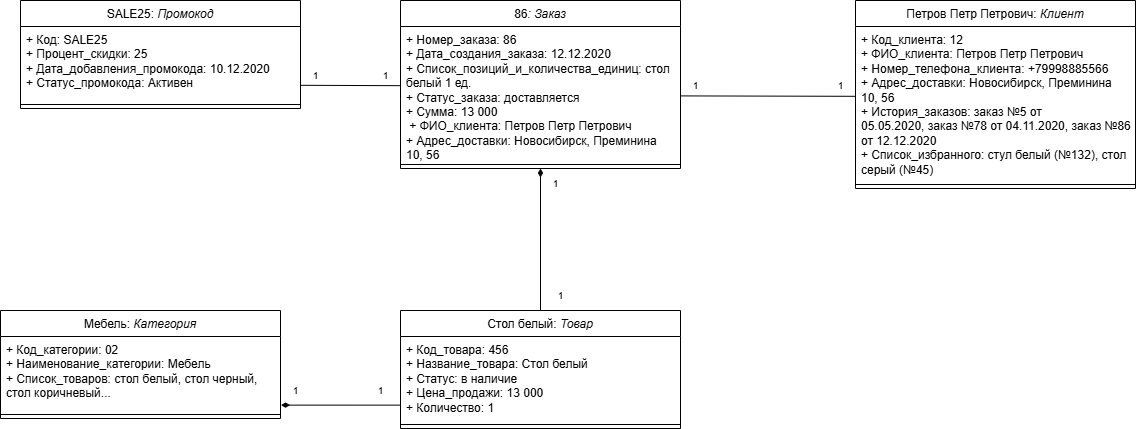 SALE25: Промокод
+ Код: SALE25
+ Процент_скидки: 25
+ Дата_добавления_промокода: 10.12.2020
+ Статус_промокода: Активен
1
1
86: Заказ
+ Номер_заказа: 86
+ Дата_создания_заказа: 12.12.2020
+ Список_позиций_и_количества_единиц: стол
белый 1 ед.
+ Статус_заказа: доставляется
+ Сумма: 13 000
+ ФИО_клиента: Петров Петр Петрович
+ Адрес_доставки: Новосибирск, Преминина
10, 56
1
1
Петров Петр Петрович: Клиент
+ Код_клиента: 12
+ ФИО_клиента: Петров Петр Петрович
+ Номер_телефона_клиента: +79998885566
+ Адрес_доставки: Новосибирск, Преминина
10, 56
+ История_заказов: заказ №5 от
05.05.2020, заказ №78 от 04.11.2020, заказ №86
от 12.12.2020
+ Список_избранного: стул белый (№132), стол
серый (№45)
1
1
Мебель: Категория
+ Код_категории: 02
+ Наименование_категории: Мебель
+ Список_товаров: стол белый, стол черный,
стол коричневый...
1
1
Стол белый: Товар
+ Код_товара: 456
+ Название_товара: Стол белый
+ Статус: в наличие
+ Цена_продажи: 13 000
+ Количество: 1